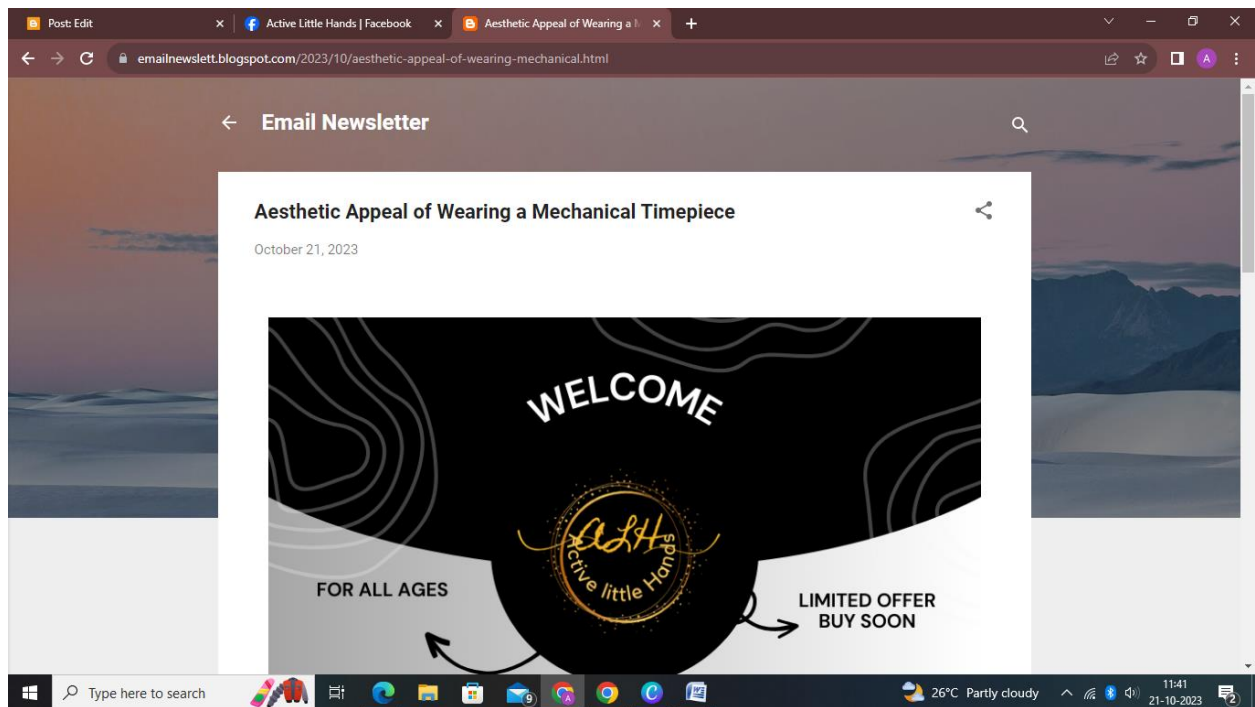 Post: Edit
Active Little Hands | Facebook
Aesthetic Appeal of Wearing a M
emailnewslett.blogspot.com/2023/10/aesthetic-appeal-of-wearing-mechanical.html
A
Email Newsletter
Aesthetic Appeal of Wearing a Mechanical Timepiece
October 21, 2023
WELCOME
ALH
Active little Hands
FOR ALL AGES
LIMITED OFFER
BUY SOON
Type here to search
9
26°C Partly cloudy
11:41
21-10-2023
2